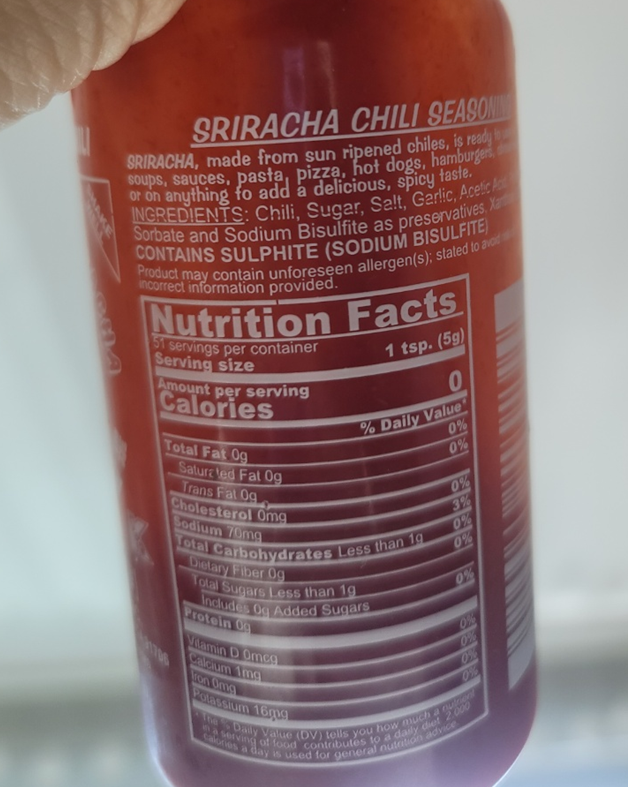 SRIRACHA CHILI SEASONING
SRIRACHA, made from sun ripened chiles, is ready
soups, sauces, pasta, pizza, hot dogs, hamburgers,
or on anything to add a delicious, spicy taste.
INGREDIENTS: Chili, Sugar, Salt, Garlic, Acetic
Sorbate and Sodium Bisulfite as preservatives,
CONTAINS SULPHITE (SODIUM BISULFITE)
Product may contain unforeseen allergen(s); stated to avoid
incorrect information provided.
Nutrition Facts
51 servings per container
Serving size 1 tsp. (5g)
Amount per serving
Calories 0
% Daily Value*
Total Fat 0g 0%
Saturated Fat 0g 0%
Trans Fat 0g
Cholesterol 0mg 0%
Sodium 70mg 3%
Total Carbohydrates Less than 1g 0%
Dietary Fiber 0g 0%
Total Sugars Less than 1g
Includes 0g Added Sugars 0%
Protein 0g
Vitamin D 0mcg 0%
Calcium 1mg 0%
Iron 0mg 0%
Potassium 16mg 0%
*The % Daily Value (DV) tells you how much a nutrient
in a serving of food contributes to a daily diet. 2,000
calories a day is used for general nutrition advice.